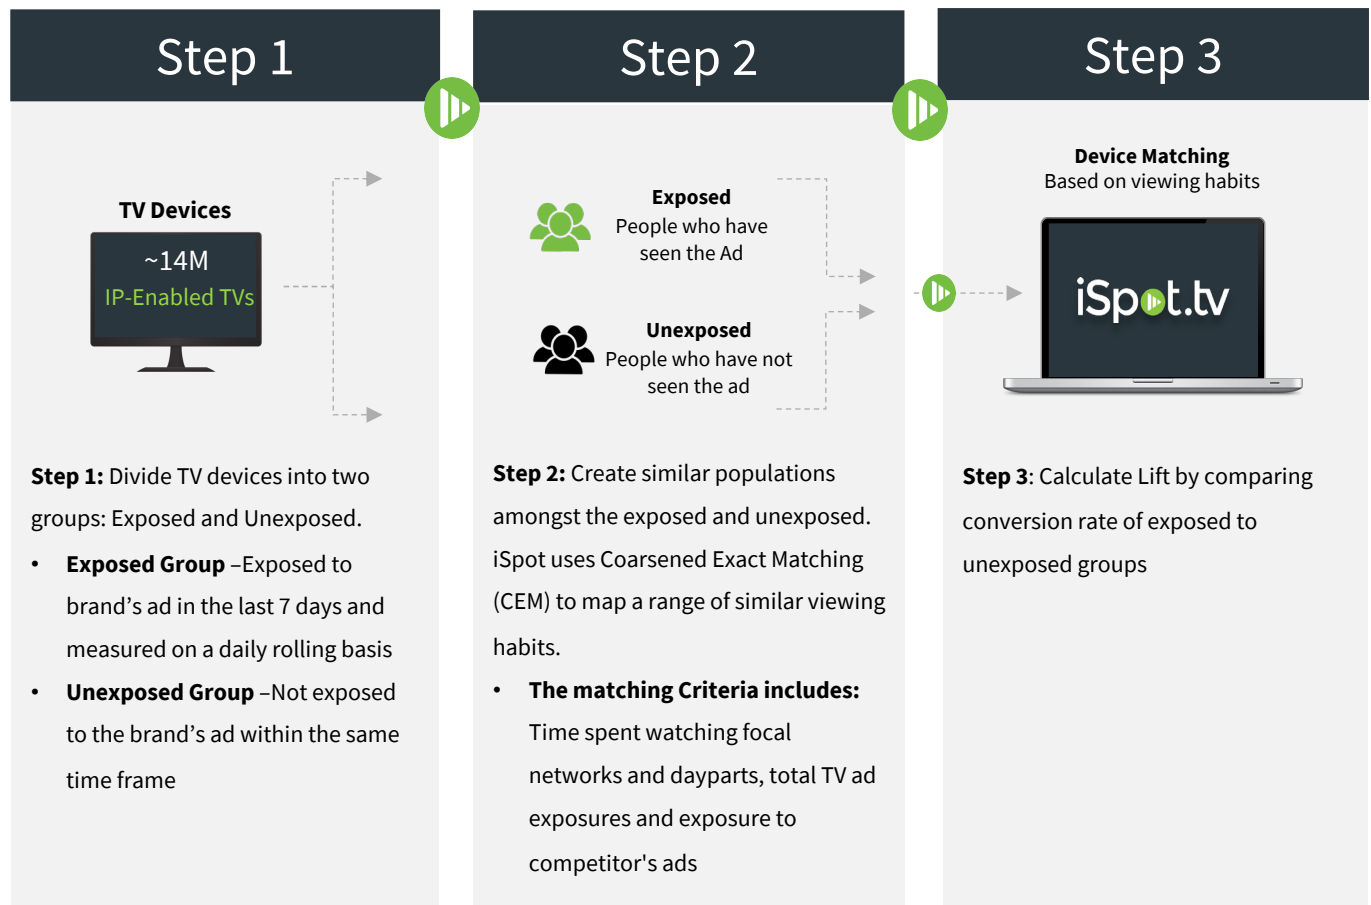 Step 1
TV Devices
~14M
IP-Enabled TVs
Step 1: Divide TV devices into two
groups: Exposed and Unexposed.
• Exposed Group –Exposed to
brand’s ad in the last 7 days and
measured on a daily rolling basis
• Unexposed Group –Not exposed
to the brand’s ad within the same
time frame
Step 2
Exposed
People who have
seen the Ad
Unexposed
People who have not
seen the ad
Step 2: Create similar populations
amongst the exposed and unexposed.
iSpot uses Coarsened Exact Matching
(CEM) to map a range of similar viewing
habits.
• The matching Criteria includes:
Time spent watching focal
networks and dayparts, total TV ad
exposures and exposure to
competitor's ads
Step 3
Device Matching
Based on viewing habits
iSpot.tv
Step 3: Calculate Lift by comparing
conversion rate of exposed to
unexposed groups